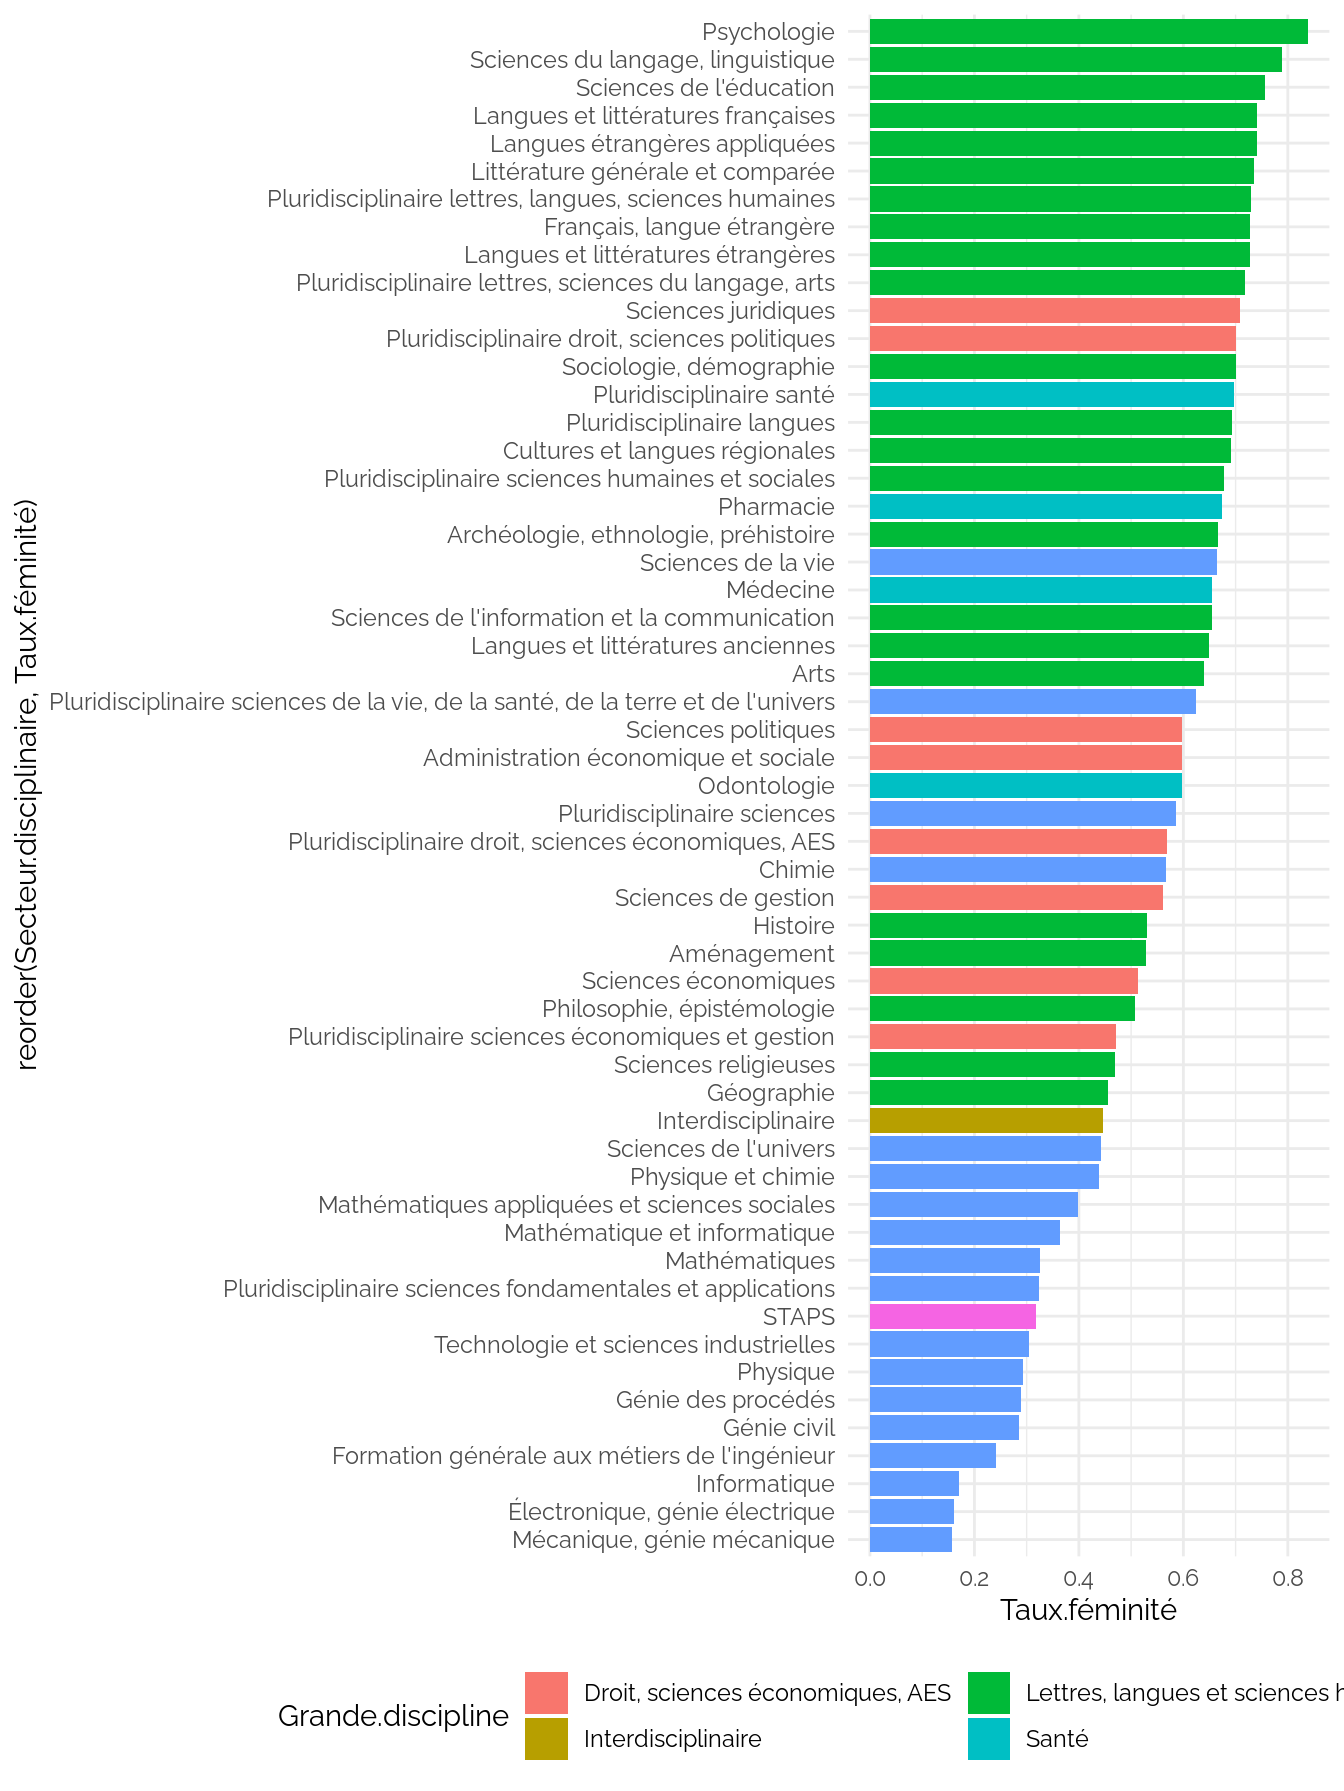 Psychologie
Sciences du langage, linguistique
Sciences de l'éducation
Langues et littératures françaises
Langues étrangères appliquées
Littérature générale et comparée
Pluridisciplinaire lettres, langues, sciences humaines
Français, langue étrangère
Langues et littératures étrangères
Pluridisciplinaire lettres, sciences du langage, arts
Sciences juridiques
Pluridisciplinaire droit, sciences politiques
Sociologie, démographie
Pluridisciplinaire santé
Pluridisciplinaire langues
Cultures et langues régionales
Pluridisciplinaire sciences humaines et sociales
Pharmacie
Archéologie, ethnologie, préhistoire
Sciences de la vie
Médecine
Sciences de l'information et la communication
Langues et littératures anciennes
Arts
Pluridisciplinaire sciences de la vie, de la santé, de la terre et de l'univers
Sciences politiques
Administration économique et sociale
Odontologie
Pluridisciplinaire sciences
Pluridisciplinaire droit, sciences économiques, AES
Chimie
Sciences de gestion
Histoire
Aménagement
Sciences économiques
Philosophie, épistémologie
Pluridisciplinaire sciences économiques et gestion
Sciences religieuses
Géographie
Interdisciplinaire
Sciences de l'univers
Physique et chimie
Mathématiques appliquées et sciences sociales
Mathématique et informatique
Mathématiques
Pluridisciplinaire sciences fondamentales et applications
STAPS
Technologie et sciences industrielles
Physique
Génie des procédés
Génie civil
Formation générale aux métiers de l'ingénieur
Informatique
Électronique, génie électrique
Mécanique, génie mécanique
reorder(Secteur.disciplinaire, Taux.féminité)
0.0 0.2 0.4 0.6 0.8
Taux.féminité
Grande.discipline
Droit, sciences économiques, AES
Lettres, langues et sciences
Interdisciplinaire
Santé